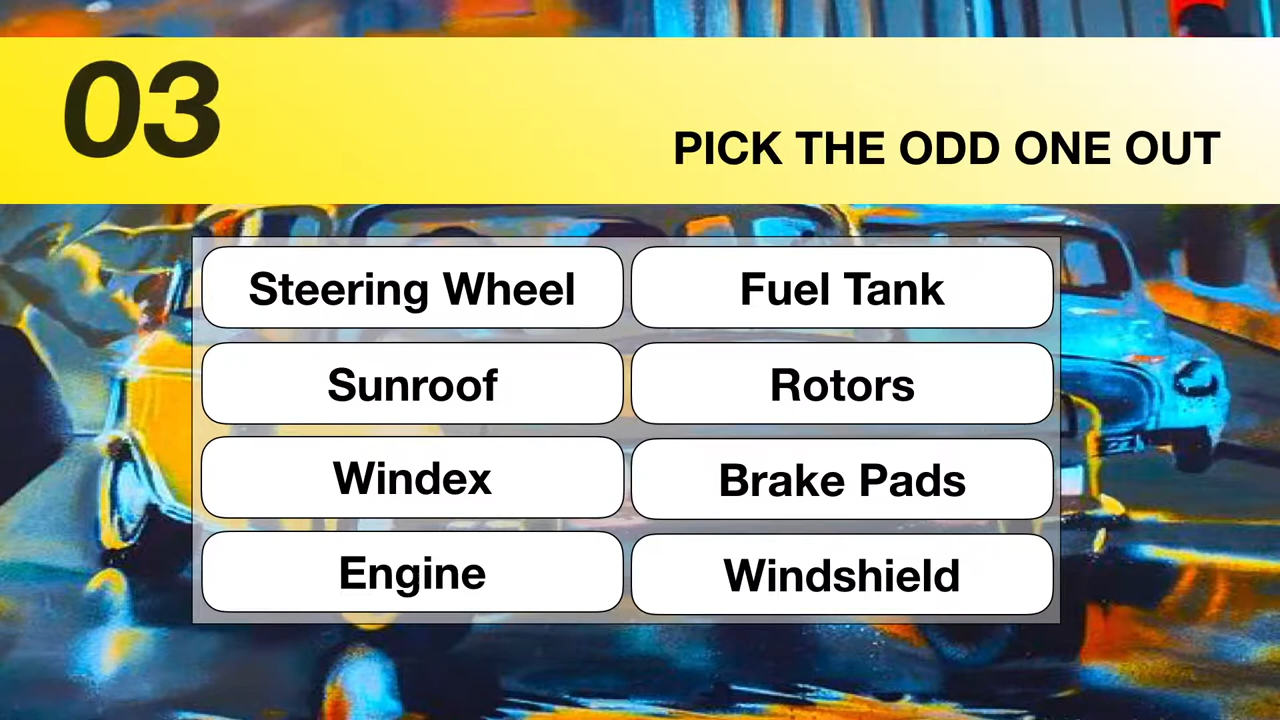 03
PICK THE ODD ONE OUT
Steering Wheel
Fuel Tank
Sunroof
Rotors
Windex
Brake Pads
Engine
Windshield